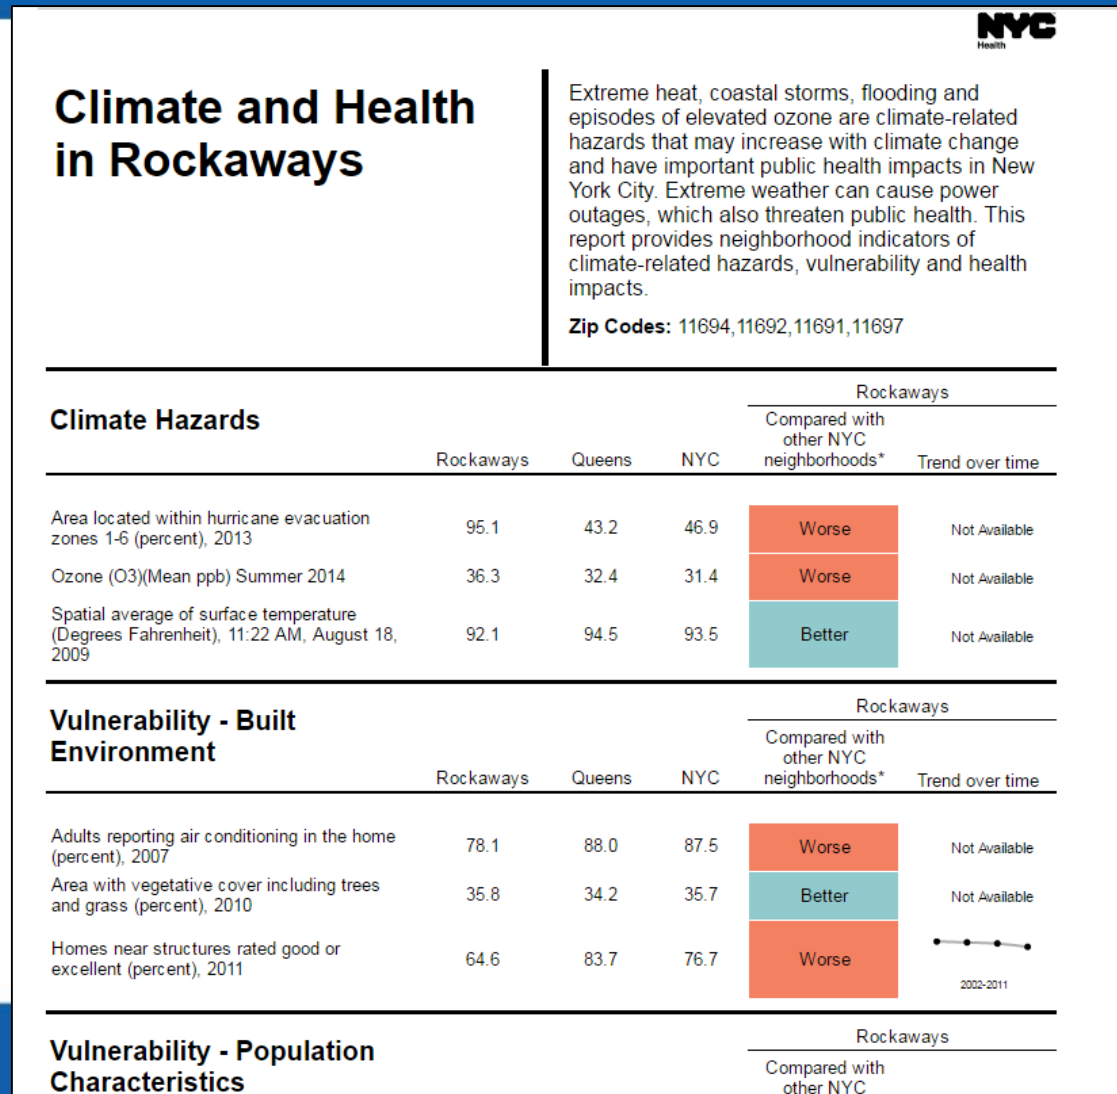 NYC
Health
Climate and Health
in Rockaways
Extreme heat, coastal storms, flooding and
episodes of elevated ozone are climate-related
hazards that may increase with climate change
and have important public health impacts in New
York City. Extreme weather can cause power
outages, which also threaten public health. This
report provides neighborhood indicators of
climate-related hazards, vulnerability and health
impacts.
Zip Codes: 11694,11692,11691,11697
Rockaways
Climate Hazards
Compared with
other NYC
Rockaways Queens NYC neighborhoods* Trend over time
Area located within hurricane evacuation
zones 1-6 (percent), 2013
95.1 43.2 46.9 Worse Not Available
Ozone (O3)(Mean ppb) Summer 2014 36.3 32.4 31.4 Worse Not Available
Spatial average of surface temperature
(Degrees Fahrenheit), 11:22 AM, August 18,
2009
92.1 94.5 93.5 Better Not Available
Rockaways
Vulnerability - Built
Environment
Compared with
other NYC
Rockaways Queens NYC neighborhoods* Trend over time
Adults reporting air conditioning in the home
(percent), 2007
78.1 88.0 87.5 Worse Not Available
Area with vegetative cover including trees
and grass (percent), 2010
35.8 34.2 35.7 Better Not Available
Homes near structures rated good or
excellent (percent), 2011
64.6 83.7 76.7 Worse
2002-2011
Rockaways
Vulnerability - Population
Characteristics
Compared with
other NYC